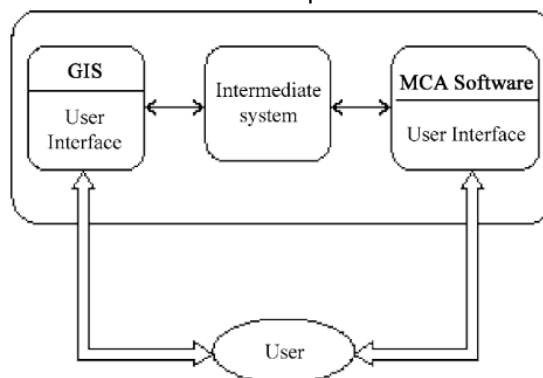 GIS
User
Interface
Intermediate
system
MCA Software
User Interface
User